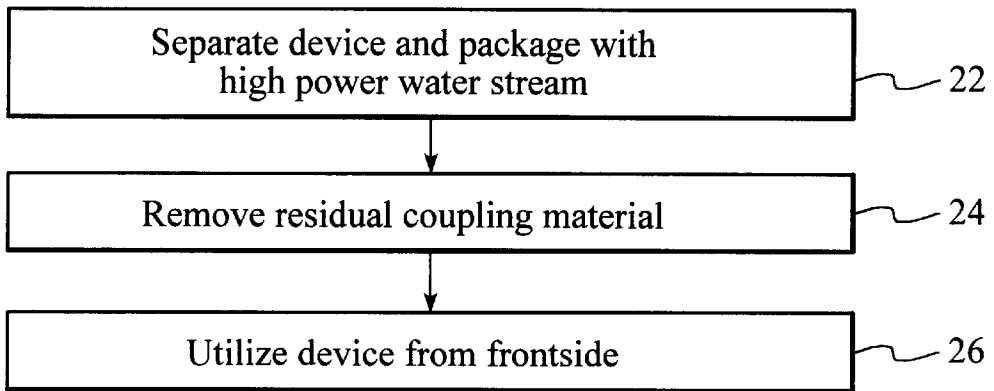 Separate device and package with
high power water stream
22
Remove residual coupling material
24
Utilize device from frontside
26